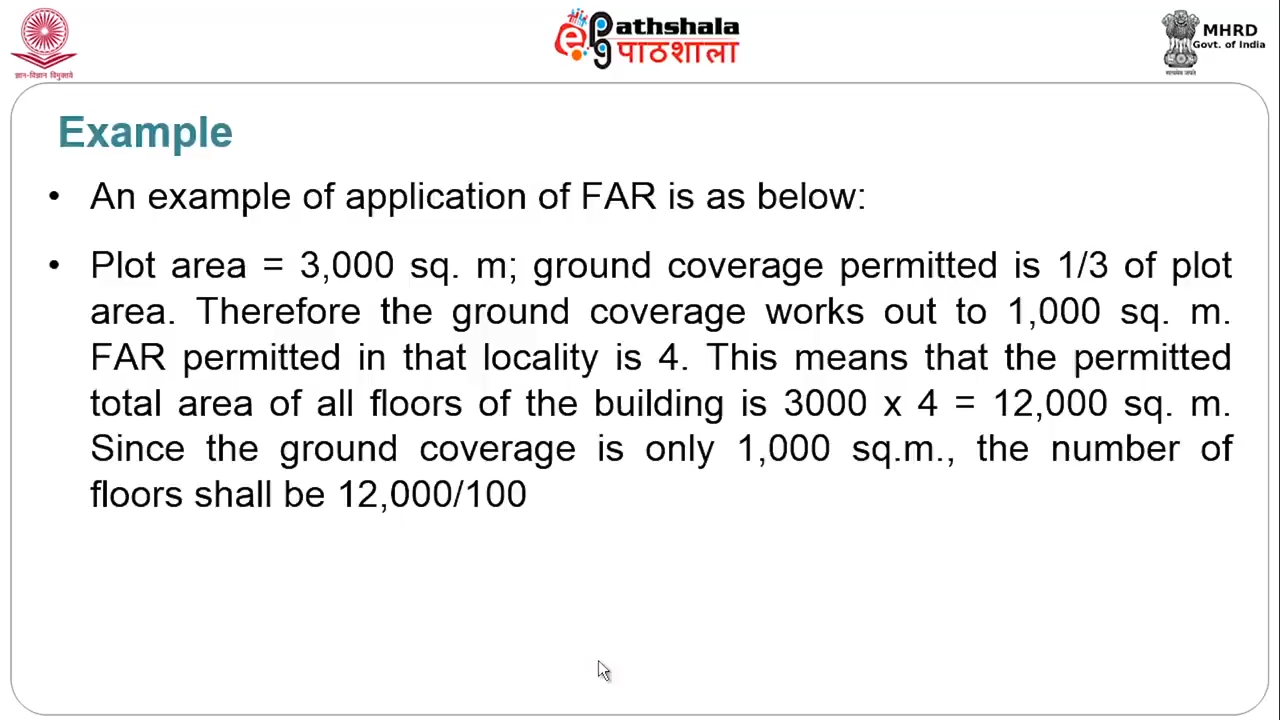 ज्ञान-विज्ञान विमुक्तये
ePathshala
पाठशाला
MHRD
Govt. of India
सत्यमेव जयते
Example
• An example of application of FAR is as below:
• Plot area = 3,000 sq. m; ground coverage permitted is 1/3 of plot
area. Therefore the ground coverage works out to 1,000 sq. m.
FAR permitted in that locality is 4. This means that the permitted
total area of all floors of the building is 3000 x 4 = 12,000 sq. m.
Since the ground coverage is only 1,000 sq.m., the number of
floors shall be 12,000/100